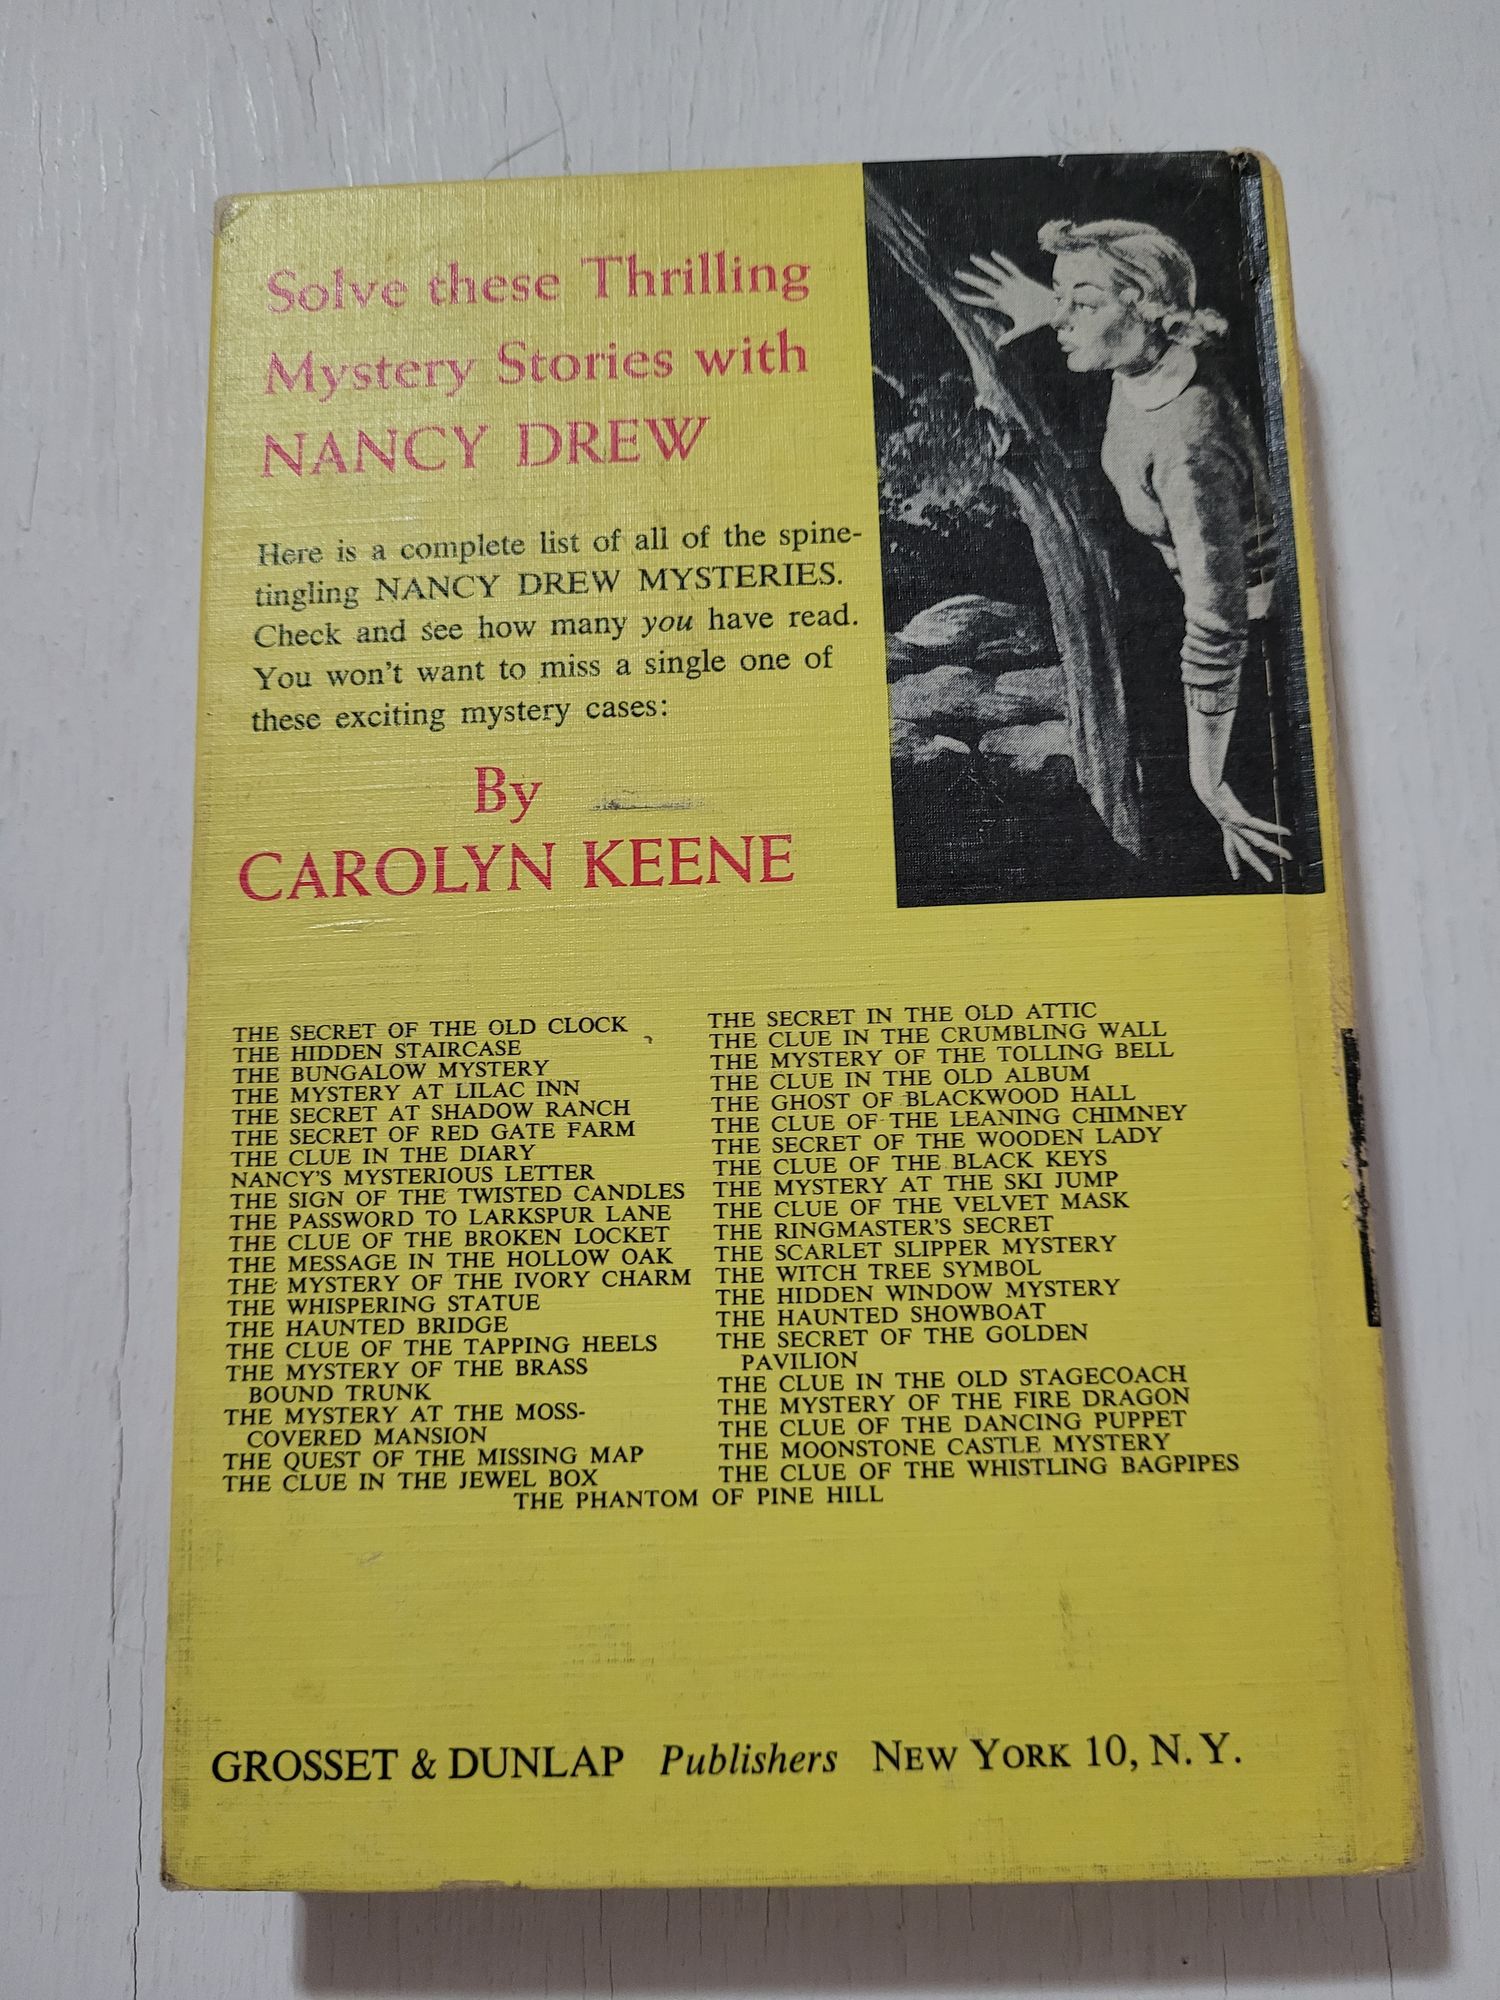 Solve these Thrilling
Mystery Stories with
NANCY DREW
Here is a complete list of all of the spine-
tingling NANCY DREW MYSTERIES.
Check and see how many you have read.
You won't want to miss a single one of
these exciting mystery cases:
By
CAROLYN KEENE
THE SECRET OF THE OLD CLOCK
THE HIDDEN STAIRCASE
THE BUNGALOW MYSTERY
THE MYSTERY AT LILAC INN
THE SECRET AT SHADOW RANCH
THE SECRET OF RED GATE FARM
THE CLUE IN THE DIARY
NANCY'S MYSTERIOUS LETTER
THE SIGN OF THE TWISTED CANDLES
THE PASSWORD TO LARKSPUR LANE
THE CLUE OF THE BROKEN LOCKET
THE MESSAGE IN THE HOLLOW OAK
THE MYSTERY OF THE IVORY CHARM
THE WHISPERING STATUE
THE HAUNTED BRIDGE
THE CLUE OF THE TAPPING HEELS
THE MYSTERY OF THE BRASS
BOUND TRUNK
THE MYSTERY AT THE MOSS-
COVERED MANSION
THE QUEST OF THE MISSING MAP
THE CLUE IN THE JEWEL BOX
THE SECRET IN THE OLD ATTIC
THE CLUE IN THE CRUMBLING WALL
THE MYSTERY OF THE TOLLING BELL
THE CLUE IN THE OLD ALBUM
THE GHOST OF BLACKWOOD HALL
THE CLUE OF THE LEANING CHIMNEY
THE SECRET OF THE WOODEN LADY
THE CLUE OF THE BLACK KEYS
THE MYSTERY AT THE SKI JUMP
THE CLUE OF THE VELVET MASK
THE RINGMASTER'S SECRET
THE SCARLET SLIPPER MYSTERY
THE WITCH TREE SYMBOL
THE HIDDEN WINDOW MYSTERY
THE HAUNTED SHOWBOAT
THE SECRET OF THE GOLDEN
PAVILION
THE CLUE IN THE OLD STAGECOACH
THE MYSTERY OF THE FIRE DRAGON
THE CLUE OF THE DANCING PUPPET
THE MOONSTONE CASTLE MYSTERY
THE CLUE OF THE WHISTLING BAGPIPES
THE PHANTOM OF PINE HILL
GROSSET & DUNLAP Publishers NEW YORK 10, N. Y.